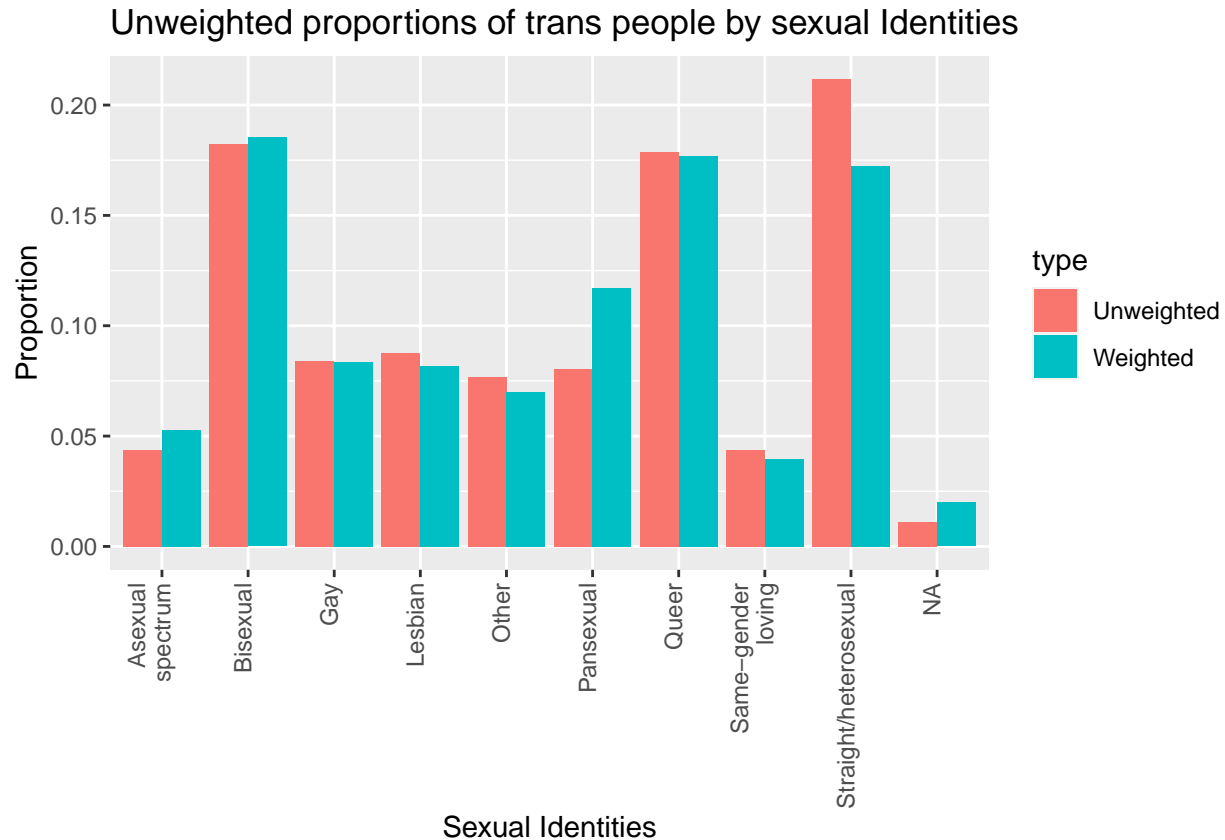 Unweighted proportions of trans people by sexual Identities
Proportion
0.20
0.15
0.10
0.05
0.00
Asexual
spectrum
Bisexual
Gay
Lesbian
Other
Pansexual
Queer
Same−gender
loving
Straight/heterosexual
NA
Sexual Identities
type
Unweighted
Weighted